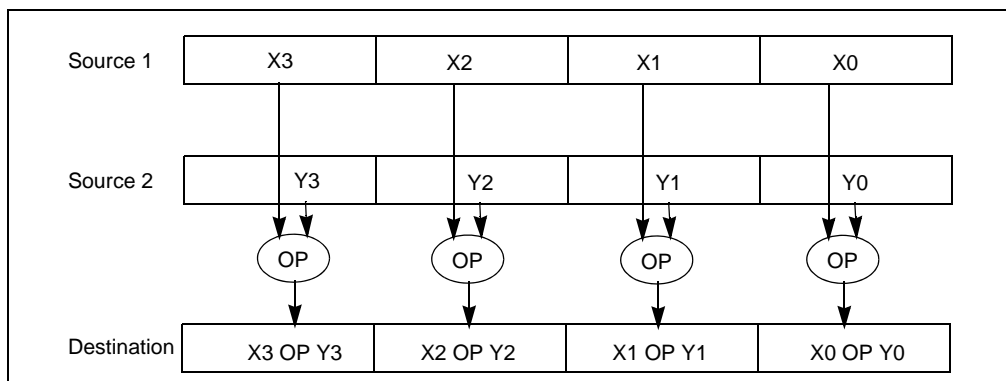 Source 1 X3 X2 X1 X0
Source 2 Y3 Y2 Y1 Y0
OP OP OP OP
Destination X3 OP Y3 X2 OP Y2 X1 OP Y1 X0 OP Y0